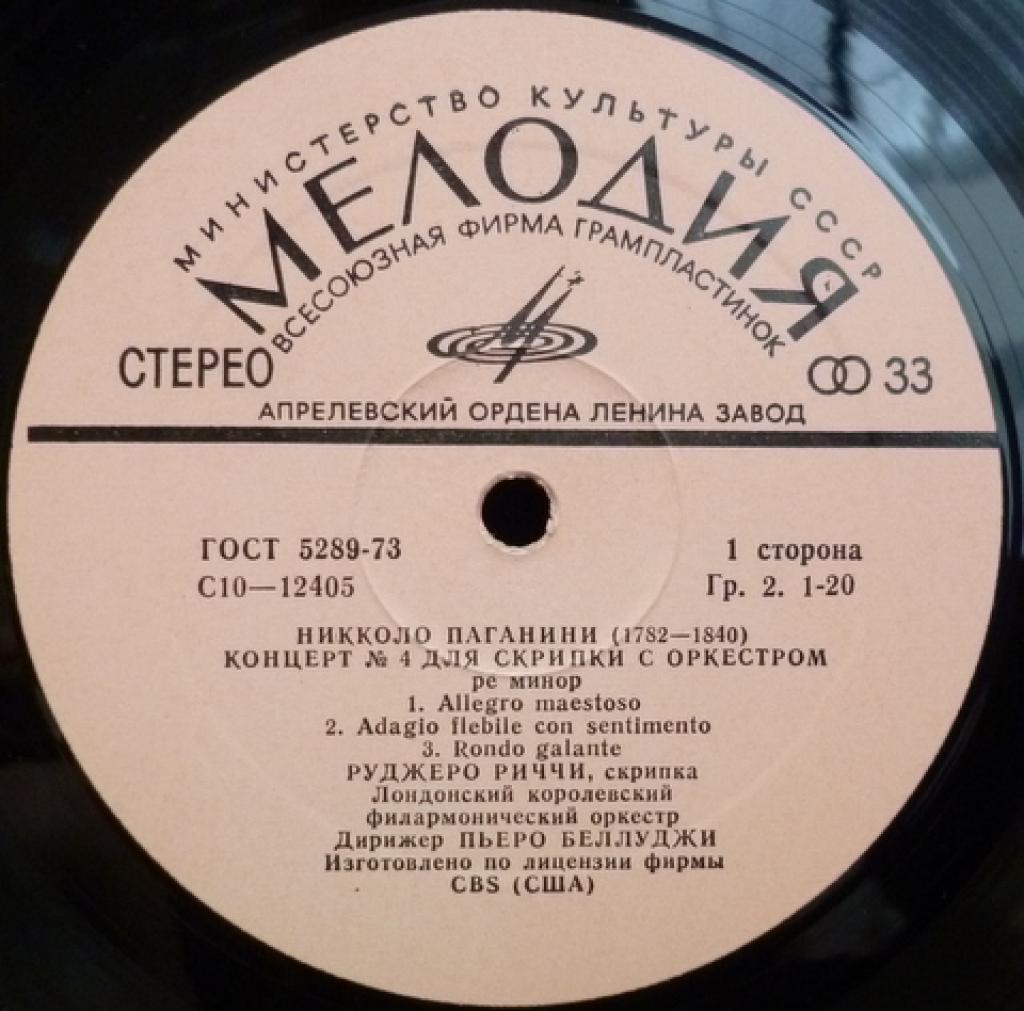 МИНИСТЕРСТВО КУЛЬТУРЫ СССР
МЕЛОДИЯ
ВСЕСОЮЗНАЯ ФИРМА ГРАМПЛАСТИНОК
СТЕРЕО
33
АПРЕЛЕВСКИЙ ОРДЕНА ЛЕНИНА ЗАВОД
ГОСТ 5289-73
1 сторона
С10—12405
Гр. 2. 1-20
НИККОЛО ПАГАНИНИ (1782—1840)
КОНЦЕРТ № 4 ДЛЯ СКРИПКИ С ОРКЕСТРОМ
ре минор
1. Allegro maestoso
2. Adagio flebile con sentimento
3. Rondo galante
РУДЖЕРО РИЧЧИ, скрипка
Лондонский королевский
филармонический оркестр
Дирижер ПЬЕРО БЕЛЛУДЖИ
Изготовлено по лицензии фирмы
CBS (США)